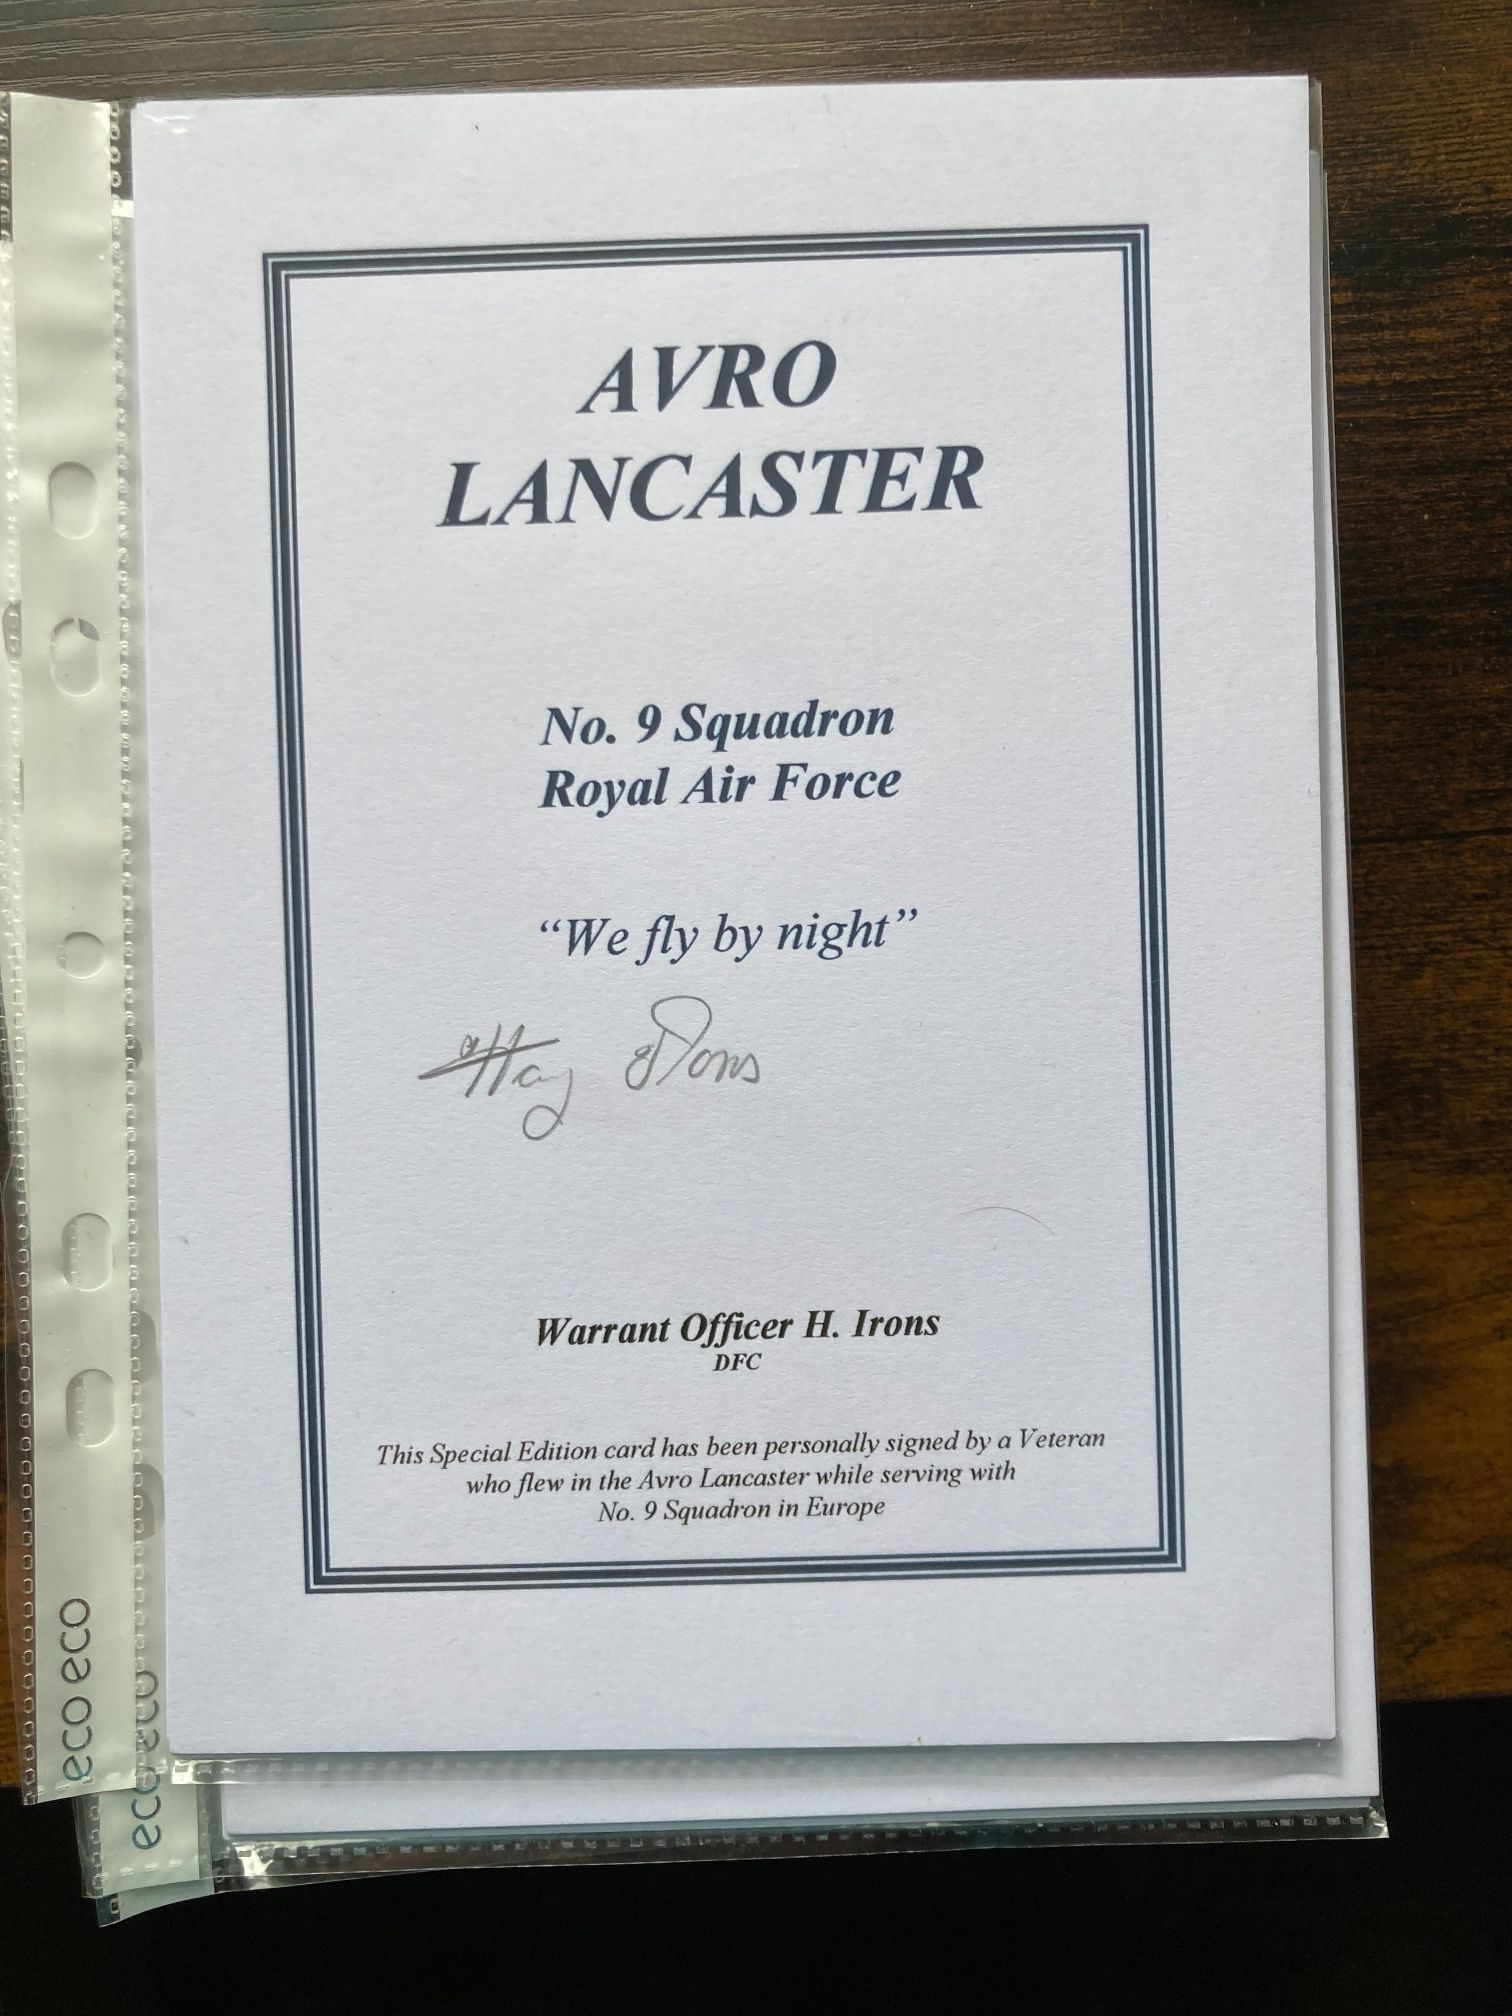 AVRO
LANCASTER
No. 9 Squadron
Royal Air Force
“We fly by night”
Harry Irons
Warrant Officer H. Irons
DFC
This Special Edition card has been personally signed by a Veteran
who flew in the Avro Lancaster while serving with
No. 9 Squadron in Europe
eco eco
eco eco